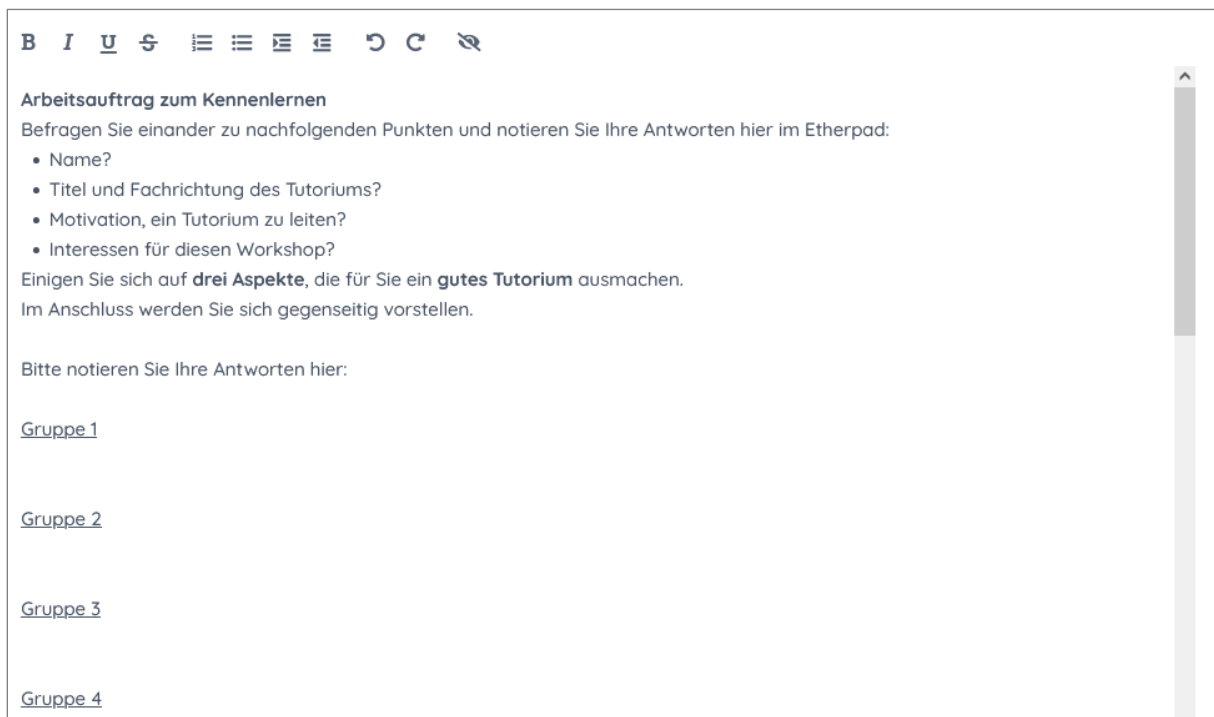 Arbeitsauftrag zum Kennenlernen
Befragen Sie einander zu nachfolgenden Punkten und notieren Sie Ihre Antworten hier im Etherpad:
• Name?
• Titel und Fachrichtung des Tutoriums?
• Motivation, ein Tutorium zu leiten?
• Interessen für diesen Workshop?
Einigen Sie sich auf drei Aspekte, die für Sie ein gutes Tutorium ausmachen.
Im Anschluss werden Sie sich gegenseitig vorstellen.
Bitte notieren Sie Ihre Antworten hier:
Gruppe 1
Gruppe 2
Gruppe 3
Gruppe 4